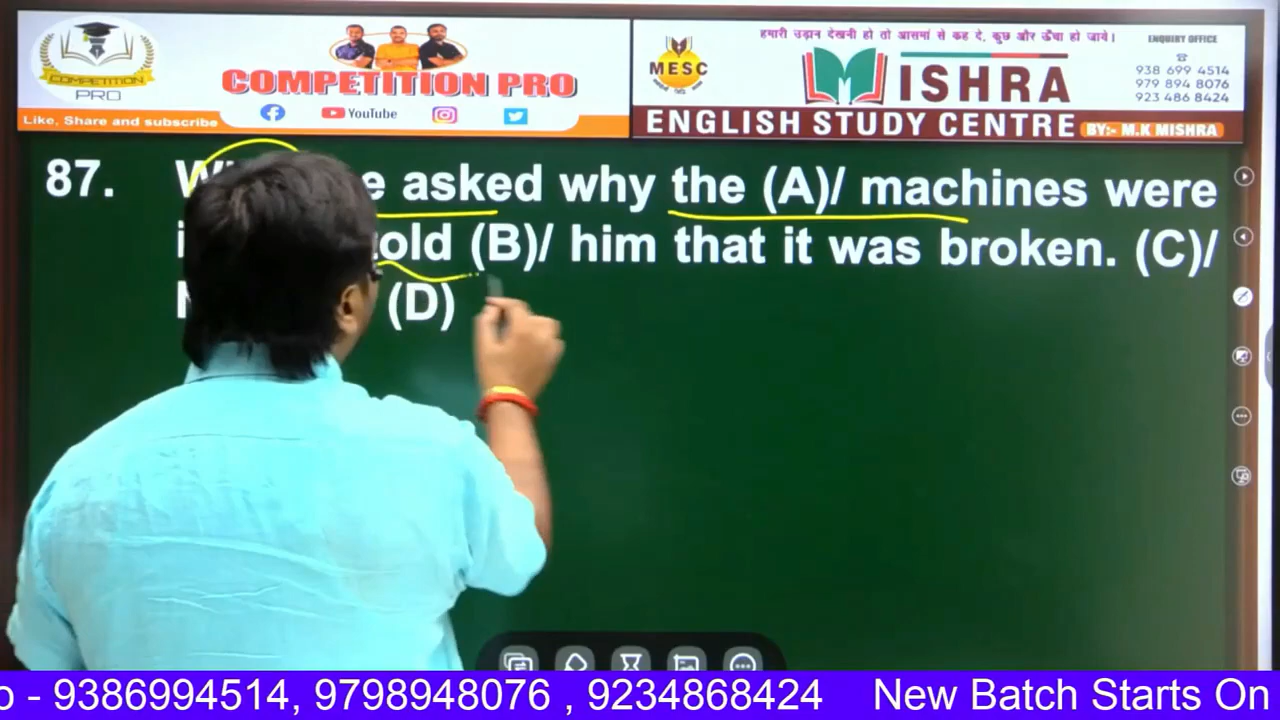 COMPETITION
PRO
COMPETITION PRO
Like, Share and subscribe
YouTube
MESC
हमारी उड़ान देखनी हो तो आसमां से कह दे, कुछ और ऊँचा हो जाये।
ISHRA
ENGLISH STUDY CENTRE BY:- M.K MISHRA
ENQUIRY OFFICE
938 699 4514
979 894 8076
923 486 8424
87. asked why the (A)/ machines were
told (B)/ him that it was broken. (C)/
(D)
o - 9386994514, 9798948076 , 9234868424 New Batch Starts On